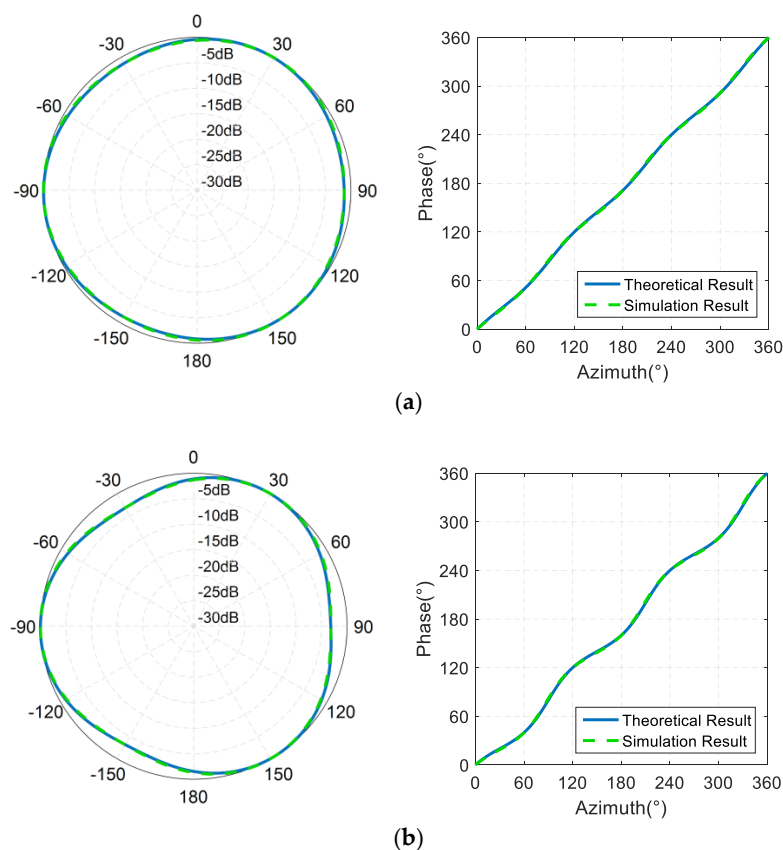 0
-30
30
-60
60
-90
90
-120
120
-150
150
180
-5dB
-10dB
-15dB
-20dB
-25dB
-30dB
360
300
240
180
120
60
0
Phase(°)
0 60 120 180 240 300 360
Azimuth(°)
Theoretical Result
Simulation Result
(a)
0
-30
30
-60
60
-90
90
-120
120
-150
150
180
-5dB
-10dB
-15dB
-20dB
-25dB
-30dB
360
300
240
180
120
60
0
Phase(°)
0 60 120 180 240 300 360
Azimuth(°)
Theoretical Result
Simulation Result
(b)